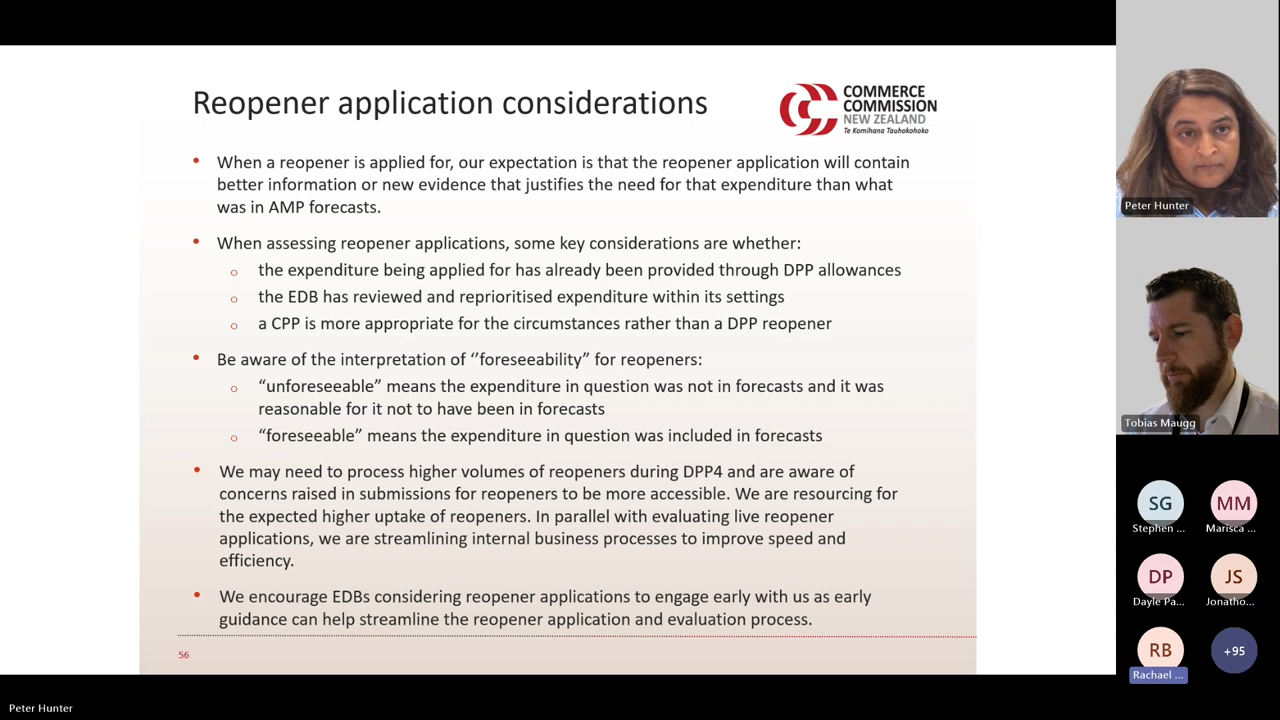 Reopener application considerations
COMMERCE
COMMISSION
NEW ZEALAND
Te Komihana Tauhokohoko
• When a reopener is applied for, our expectation is that the reopener application will contain
better information or new evidence that justifies the need for that expenditure than what
was in AMP forecasts.
• When assessing reopener applications, some key considerations are whether:
o the expenditure being applied for has already been provided through DPP allowances
o the EDB has reviewed and reprioritised expenditure within its settings
o a CPP is more appropriate for the circumstances rather than a DPP reopener
• Be aware of the interpretation of “foreseeability” for reopeners:
o “unforeseeable” means the expenditure in question was not in forecasts and it was
reasonable for it not to have been in forecasts
o “foreseeable” means the expenditure in question was included in forecasts
• We may need to process higher volumes of reopeners during DPP4 and are aware of
concerns raised in submissions for reopeners to be more accessible. We are resourcing for
the expected higher uptake of reopeners. In parallel with evaluating live reopener
applications, we are streamlining internal business processes to improve speed and
efficiency.
• We encourage EDBs considering reopener applications to engage early with us as early
guidance can help streamline the reopener application and evaluation process.
56
Peter Hunter
Tobias Maugg
SG
Stephen ...
MM
Marisca ...
DP
Dayle Pa...
JS
Jonatho...
RB
Rachael ...
+95
Peter Hunter